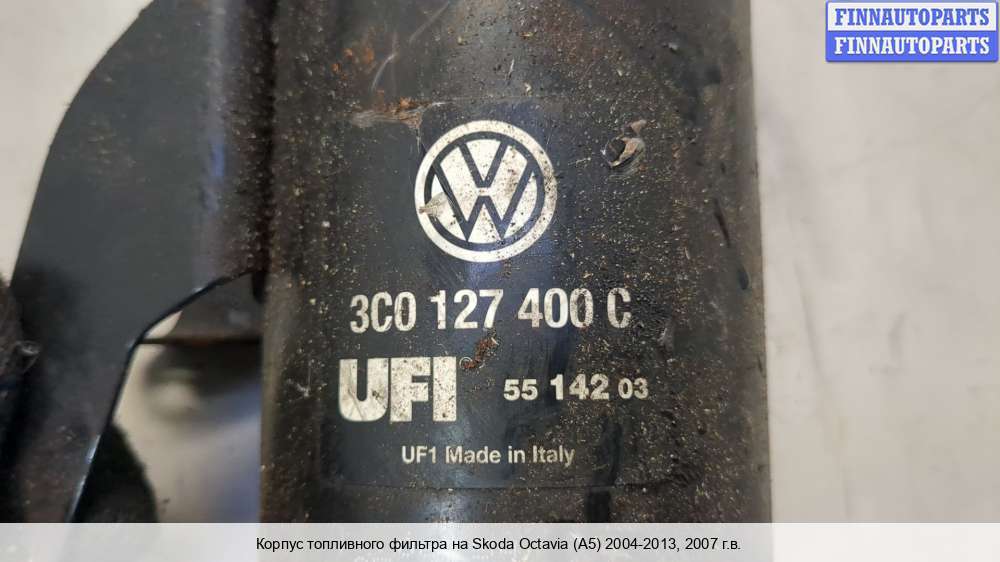 FINNAUTOPARTS
FINNAUTOPARTS
3C0 127 400 C
UFI® 55 142 03
UF1 Made in Italy
Корпус топливного фильтра на Skoda Octavia (A5) 2004-2013, 2007 г.в.